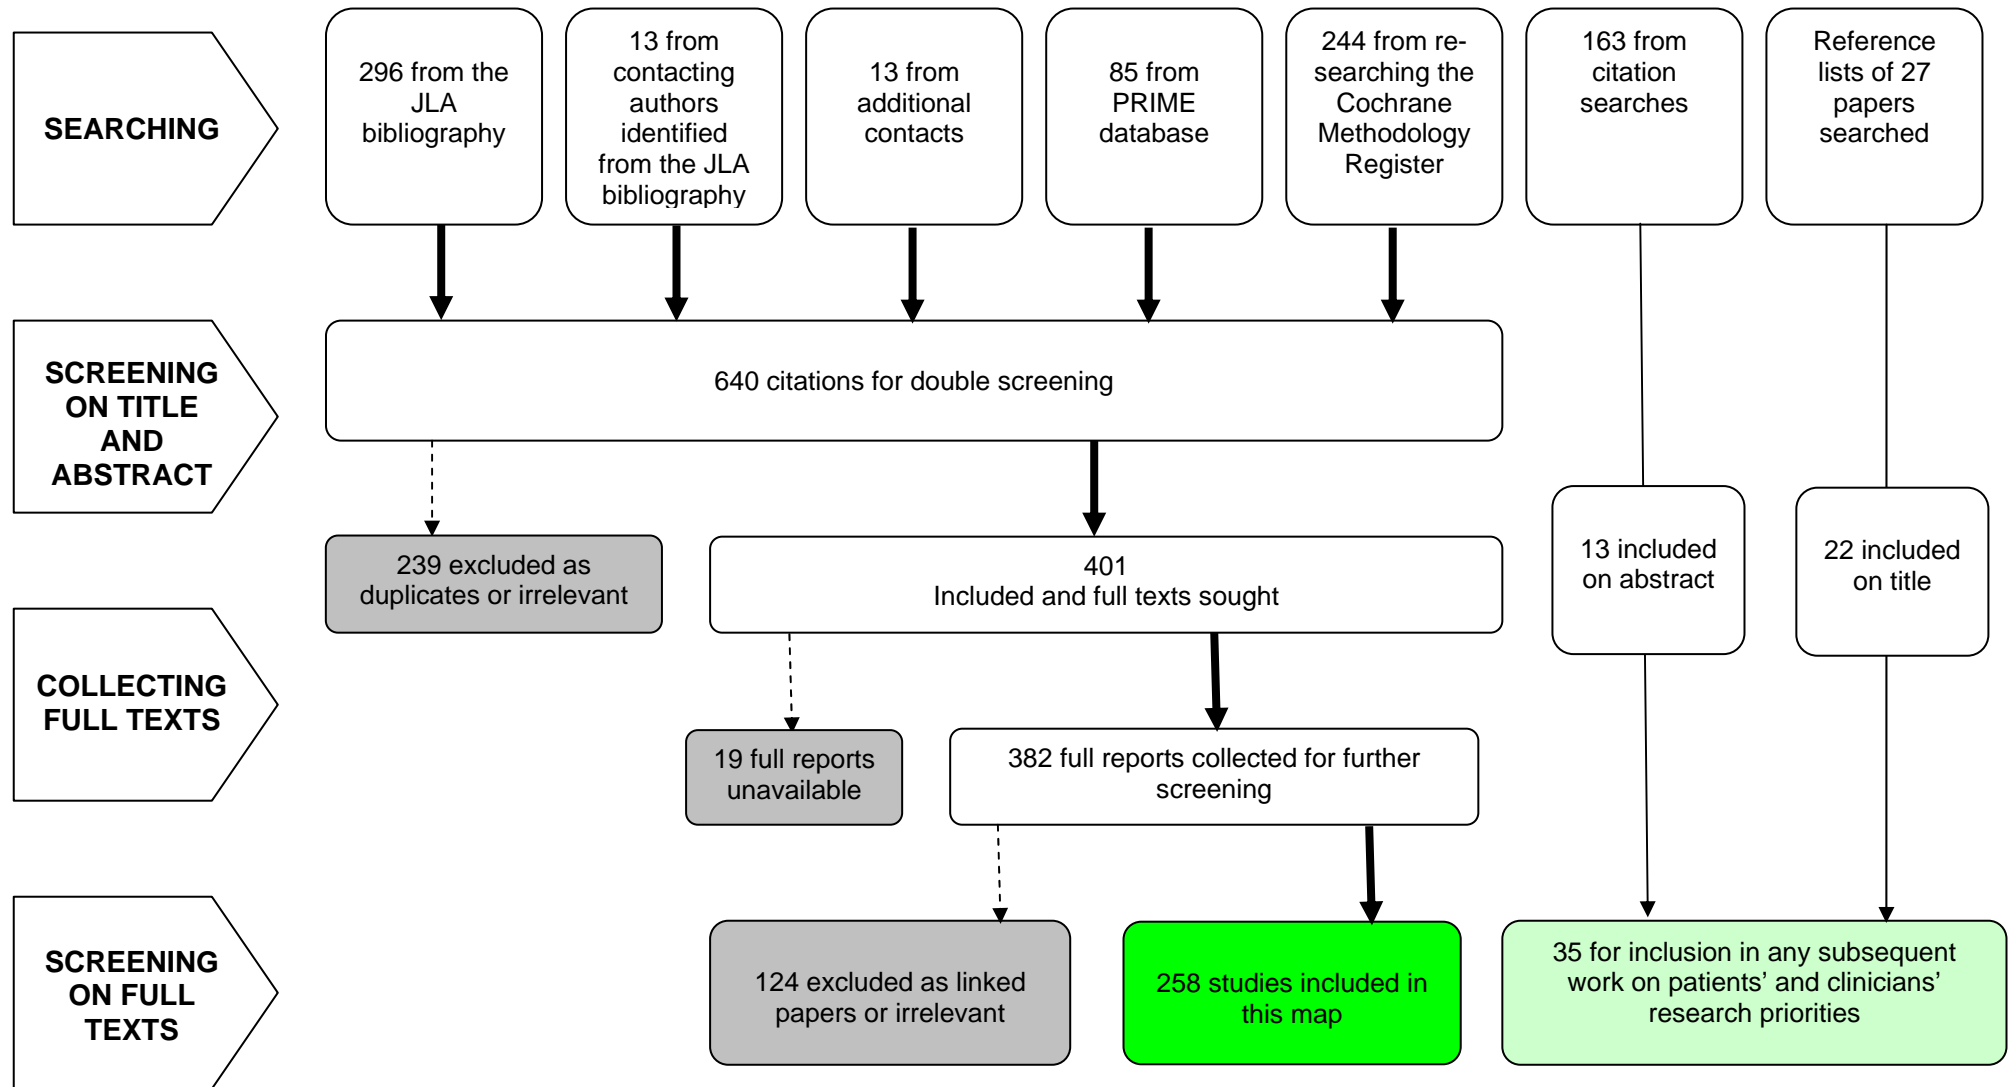 SEARCHING
296 from the
JLA
bibliography
13 from
contacting
authors
identified
from the JLA
bibliography
13 from
additional
contacts
85 from
PRIME
database
244 from re-
searching the
Cochrane
Methodology
Register
163 from
citation
searches
Reference
lists of 27
papers
searched
SCREENING
ON TITLE
AND
ABSTRACT
640 citations for double screening
239 excluded as
duplicates or irrelevant
401
Included and full texts sought
13 included
on abstract
22 included
on title
COLLECTING
FULL TEXTS
19 full reports
unavailable
382 full reports collected for further
screening
SCREENING
ON FULL
TEXTS
124 excluded as linked
papers or irrelevant
258 studies included in
this map
35 for inclusion in any subsequent
work on patients’ and clinicians’
research priorities